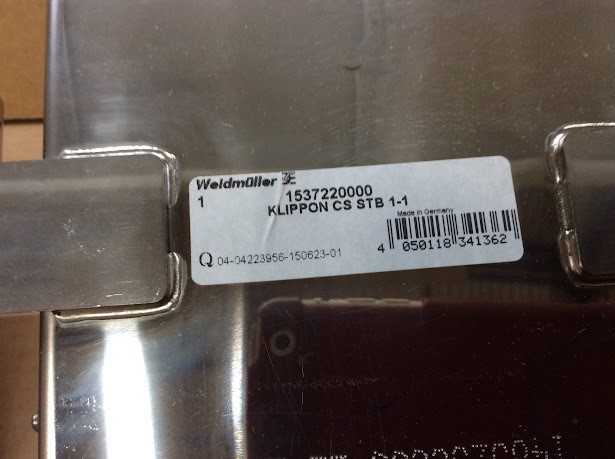 Weidmüller
1 1537220000
KLIPPON CS STB 1-1
Made in Germany
Q 04-04223956-150623-01
4 050118 341362